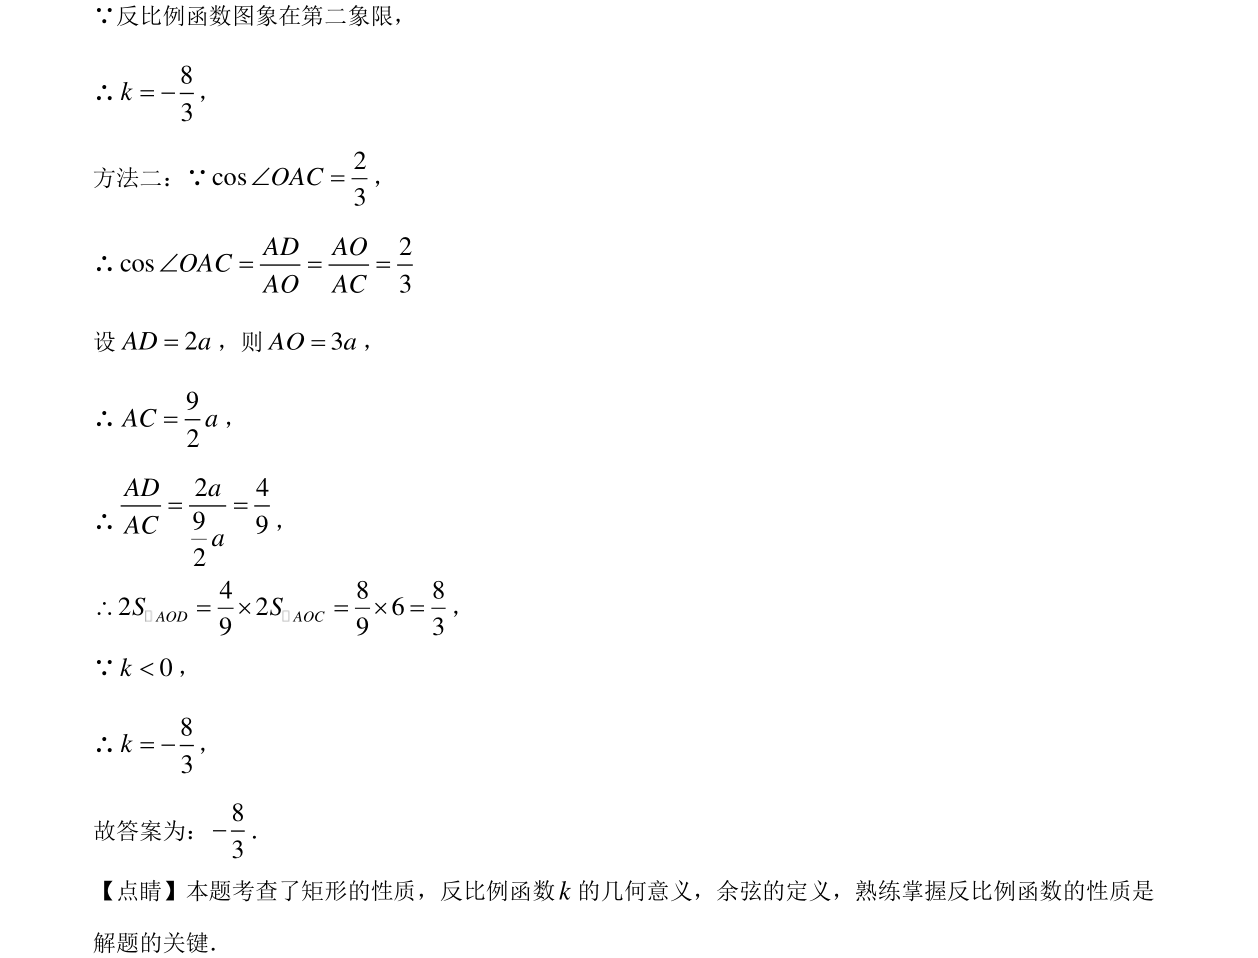 ∵反比例函数图象在第二象限，
∴ k = −8/3，
方法二：∵ cos∠OAC = 2/3，
∴ cos∠OAC = AD/AO = AO/AC = 2/3
设 AD = 2a，则 AO = 3a，
∴ AC = 9/2 a，
∴ AD/AC = 2a/(9/2 a) = 4/9，
∴ 2S□AOD = 4/9 × 2S□AOC = 8/9 × 6 = 8/3，
∵ k < 0，
∴ k = −8/3，
故答案为：−8/3．
【点睛】本题考查了矩形的性质，反比例函数 k 的几何意义，余弦的定义，熟练掌握反比例函数的性质是
解题的关键．